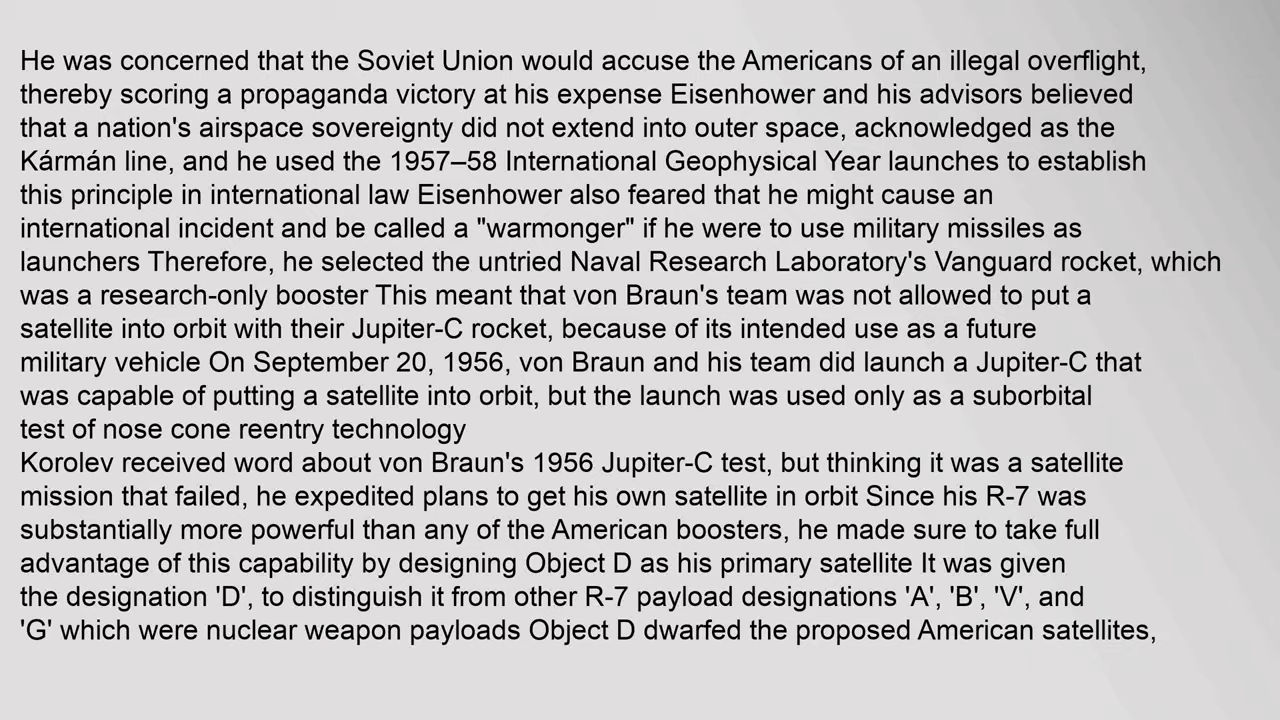 He was concerned that the Soviet Union would accuse the Americans of an illegal overflight,
thereby scoring a propaganda victory at his expense Eisenhower and his advisors believed
that a nation's airspace sovereignty did not extend into outer space, acknowledged as the
Kármán line, and he used the 1957–58 International Geophysical Year launches to establish
this principle in international law Eisenhower also feared that he might cause an
international incident and be called a "warmonger" if he were to use military missiles as
launchers Therefore, he selected the untried Naval Research Laboratory's Vanguard rocket, which
was a research-only booster This meant that von Braun's team was not allowed to put a
satellite into orbit with their Jupiter-C rocket, because of its intended use as a future
military vehicle On September 20, 1956, von Braun and his team did launch a Jupiter-C that
was capable of putting a satellite into orbit, but the launch was used only as a suborbital
test of nose cone reentry technology
Korolev received word about von Braun's 1956 Jupiter-C test, but thinking it was a satellite
mission that failed, he expedited plans to get his own satellite in orbit Since his R-7 was
substantially more powerful than any of the American boosters, he made sure to take full
advantage of this capability by designing Object D as his primary satellite It was given
the designation 'D', to distinguish it from other R-7 payload designations 'A', 'B', 'V', and
'G' which were nuclear weapon payloads Object D dwarfed the proposed American satellites,